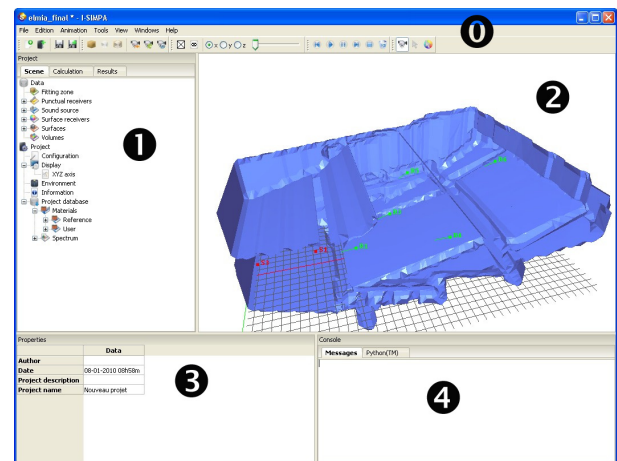 elmia_final * - I-SIMPA
File Edition Animation Tools View Windows Help
x y z
0
Project
Scene Calculation Results
Data
Fitting zone
Punctual receivers
Sound source
Surface receivers
Surfaces
Volumes
Project
Configuration
Display
XYZ axis
Environment
Information
Project database
Materials
Reference
User
Spectrum
1
2
Properties
Data
Author
Date 08-01-2010 08h58m
Project description
Project name Nouveau projet
3
Console
Messages Python(TM)
4